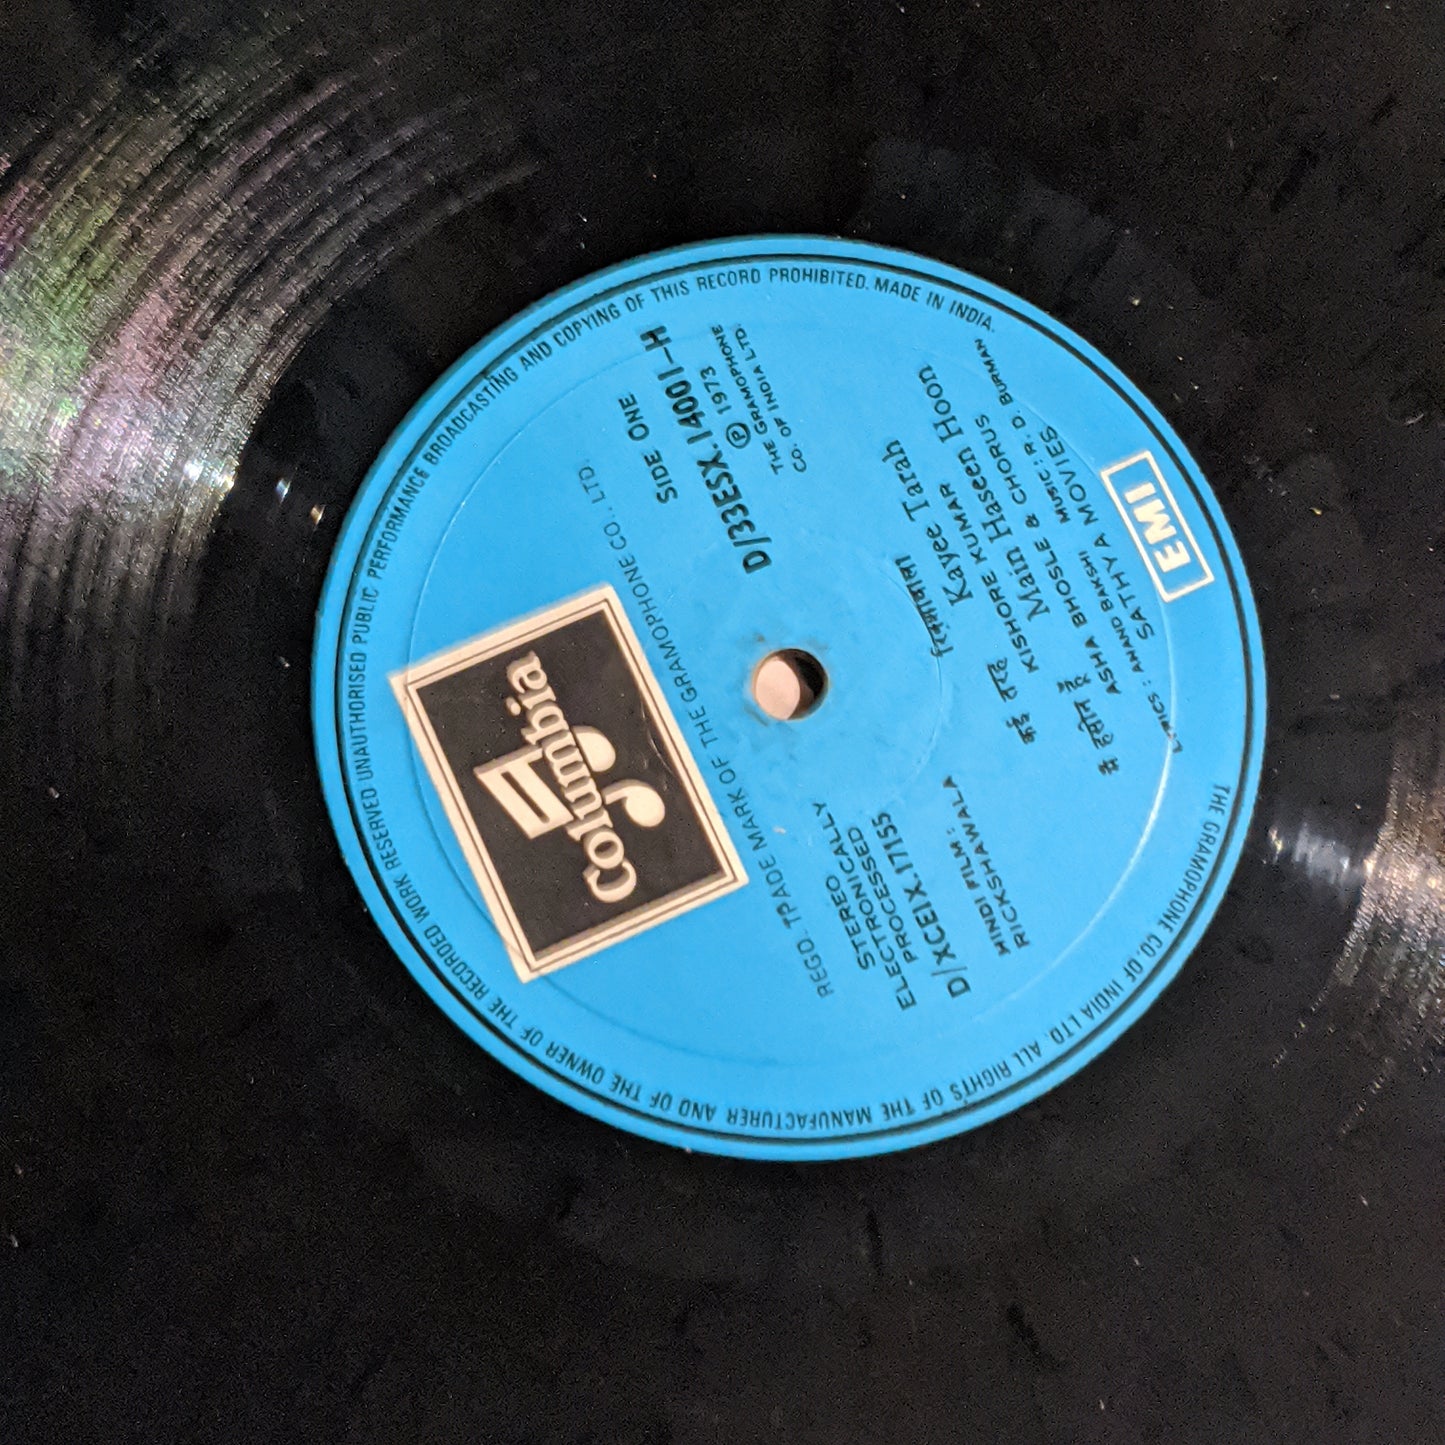 Columbia
REGD. TRADE MARK OF THE GRAMOPHONE CO., LTD.
STEREO
ELECTRONICALLY
PROCESSED
D/XCEIX.17155
HINDI FILM:
RICKSHAWALA
SIDE ONE
D/33ESX.14001-H
Ⓟ 1973
THE GRAMOPHONE
CO. OF INDIA LTD.
रिक्शावाला
कई तरह Kayee Tarah
KISHORE KUMAR
मैं हसीन हूँ Main Haseen Hoon
ASHA BHOSLE & CHORUS
LYRICS: ANAND BAKSHI MUSIC: R. D. BURMAN
SATHYA MOVIES
EMI
THE GRAMOPHONE CO. OF INDIA LTD. ALL RIGHTS OF THE MANUFACTURER AND OF THE OWNER OF THE RECORDED WORK RESERVED UNAUTHORISED PUBLIC PERFORMANCE BROADCASTING AND COPYING OF THIS RECORD PROHIBITED. MADE IN INDIA.